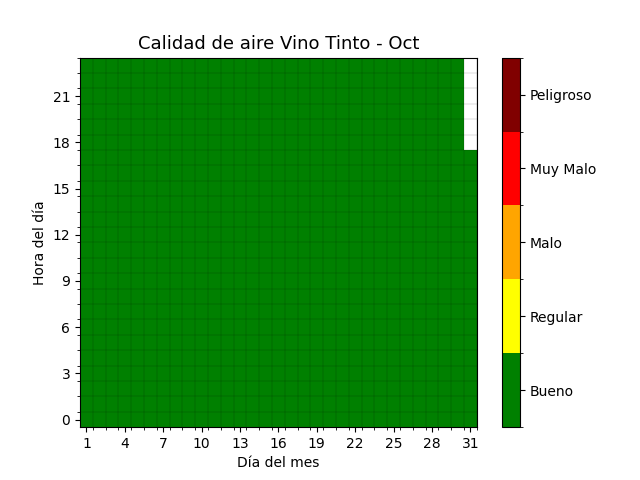 Calidad de aire Vino Tinto - Oct
Hora del día
21
18
15
12
9
6
3
0
1 4 7 10 13 16 19 22 25 28 31
Día del mes
Peligroso
Muy Malo
Malo
Regular
Bueno